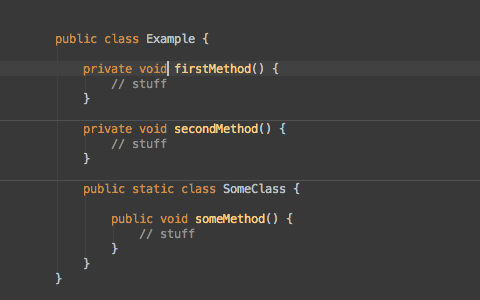 public class Example {
private void firstMethod() {
// stuff
}
private void secondMethod() {
// stuff
}
public static class SomeClass {
public void someMethod() {
// stuff
}
}
}